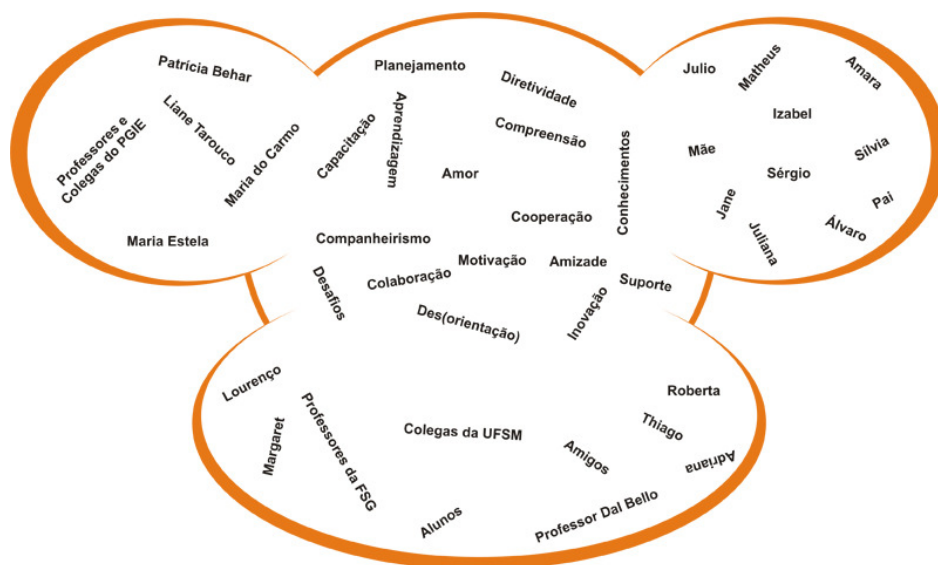 Patrícia Behar
Professores e
Colegas do PGIE
Liane Tarouco
Maria do Carmo
Maria Estela
Planejamento
Diretividade
Capacitação
Aprendizagem
Compreensão
Amor
Conhecimentos
Cooperação
Companheirismo
Motivação
Amizade
Desafios
Colaboração
Suporte
Inovação
Des(orientação)
Julio
Matheus
Amara
Izabel
Mãe
Silvia
Sérgio
Jane
Pai
Álvaro
Juliana
Lourenço
Margaret
Professores da FSG
Colegas da UFSM
Roberta
Thiago
Amigos
Adriana
Alunos
Professor Dal Bello